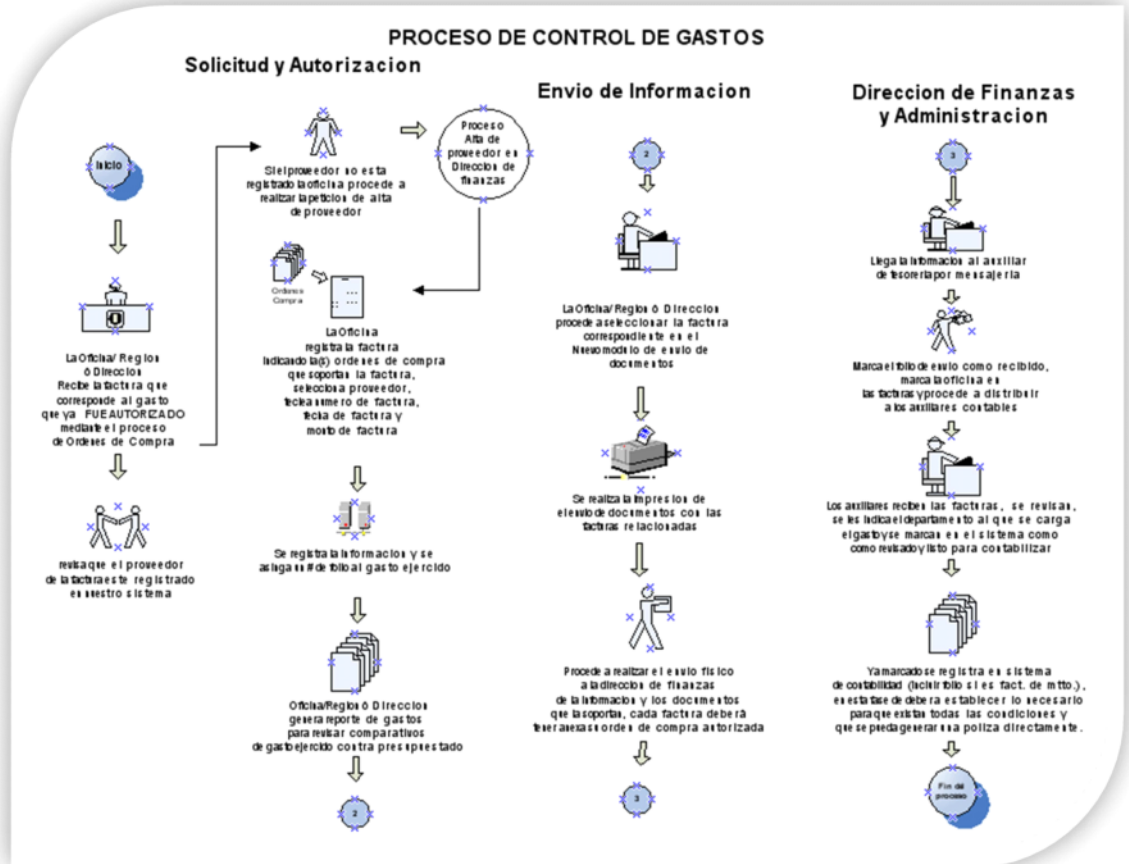 PROCESO DE CONTROL DE GASTOS
Solicitud y Autorizacion
Inicio
La Oficina/ Region
ó Direccion
Recibe la factura que
corresponde al gasto
que ya FUE AUTORIZADO
mediante el proceso
de Ordenes de Compra
revisa que el proveedor
de la factura este registrado
en nuestro sistema
Si el proveedor no esta
registrado la oficina procede a
realizar la peticion de alta
de proveedor
Proceso
Alta de
proveedor en
Direccion de
finanzas
Ordenes
Compra
La Oficina
registra la factura
indicando la(s) ordenes de compra
que soportan la factura,
selecciona proveedor,
teclea numero de factura,
fecha de factura y
monto de factura
Se registra la informacion y se
asigna un # de folio al gasto ejercido
Oficina/Region ó Direccion
genera reporte de gastos
para revisar comparativos
de gasto ejercido contra presupuestado
2
Envio de Informacion
2
La Oficina/ Region ó Direccion
procede a seleccionar la factura
correspondiente en el
Nuevo modulo de envio de
documentos
Se realiza la impresion de
el envio de documentos con las
facturas relacionadas
Procede a realizar el envio fisico
a la direccion de finanzas
de la informacion y los documentos
que la soportan, cada factura deberá
tener anexa su orden de compra autorizada
3
Direccion de Finanzas
y Administracion
3
Llega la informacion al auxiliar
de tesoreria por mensajeria
Marca el folio de envio como recibido,
marca la oficina en
las facturas y procede a distribuir
a los auxiliares contables
Los auxiliares reciben las facturas, se revisan,
se les indica el departamento al que se carga
el gasto y se marcan en el sistema como
como revisado y listo para contabilizar
Ya marcado se registra en sistema
de contabilidad (incluir folio si es fact. de mtto.),
en esta fase de debera establecer lo necesario
para que existan todas las condiciones y
que se pueda generar una poliza directamente.
Fin del
proceso